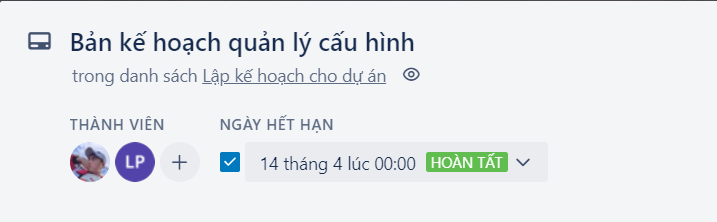 Bản kế hoạch quản lý cấu hình
trong danh sách Lập kế hoạch cho dự án
THÀNH VIÊN
NGÀY HẾT HẠN
LP
14 tháng 4 lúc 00:00 HOÀN TẤT